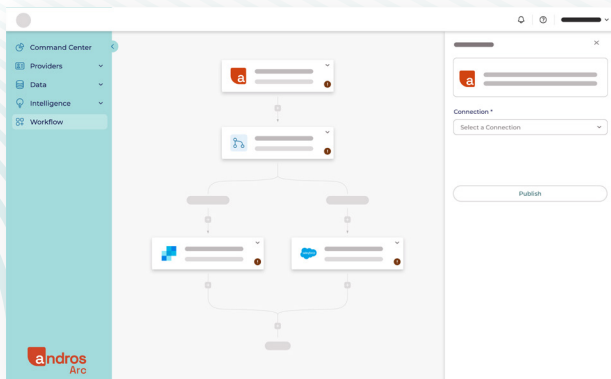 Command Center
Providers
Data
Intelligence
Workflow
a
a
Connection *
Select a Connection
Publish
andros
Arc